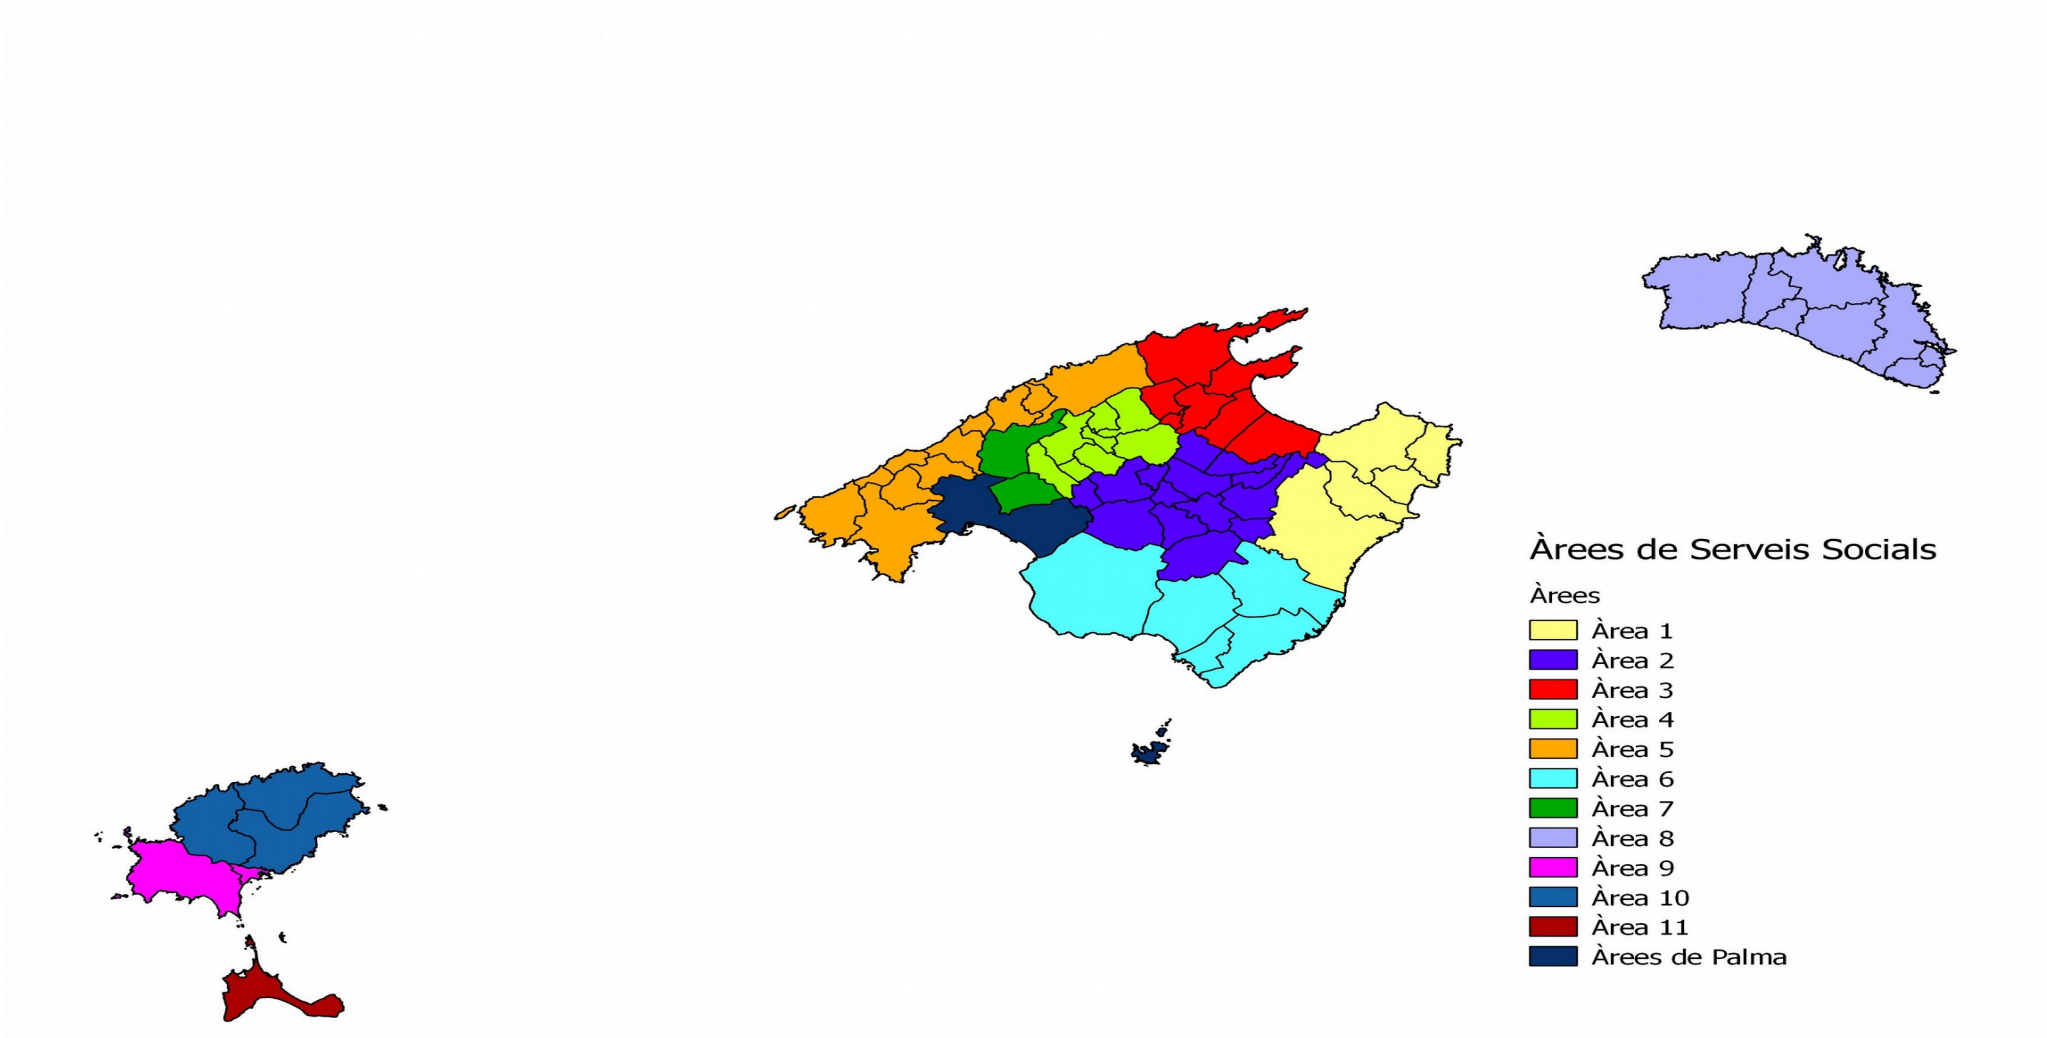 Àrees de Serveis Socials
Àrees
Àrea 1
Àrea 2
Àrea 3
Àrea 4
Àrea 5
Àrea 6
Àrea 7
Àrea 8
Àrea 9
Àrea 10
Àrea 11
Àrees de Palma